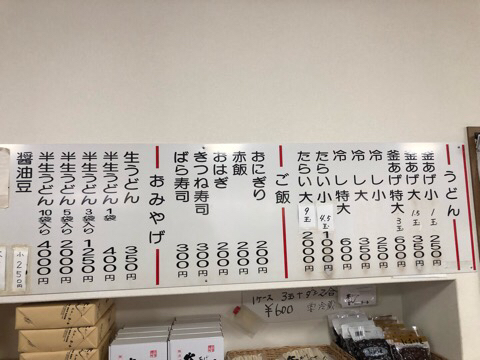 うどん
釜あげ小 1玉 250円
釜あげ大 1.5玉 350円
釜あげ特大 3玉 600円
冷し小 250円
冷し大 350円
冷し特大 600円
たらい小 4.5玉
たらい大 9玉
ご飯
おにぎり 200円
赤飯 200円
おはぎ 200円
きつね寿司 300円
ばら寿司 300円
おみやげ
生うどん 350円
半生うどん 1袋 400円
半生うどん 3袋入り 1250円
半生うどん 5袋入り 2000円
半生うどん 10袋入り 4000円
醤油豆
小 250円
1ケース 3玉+ダシ2合
¥600